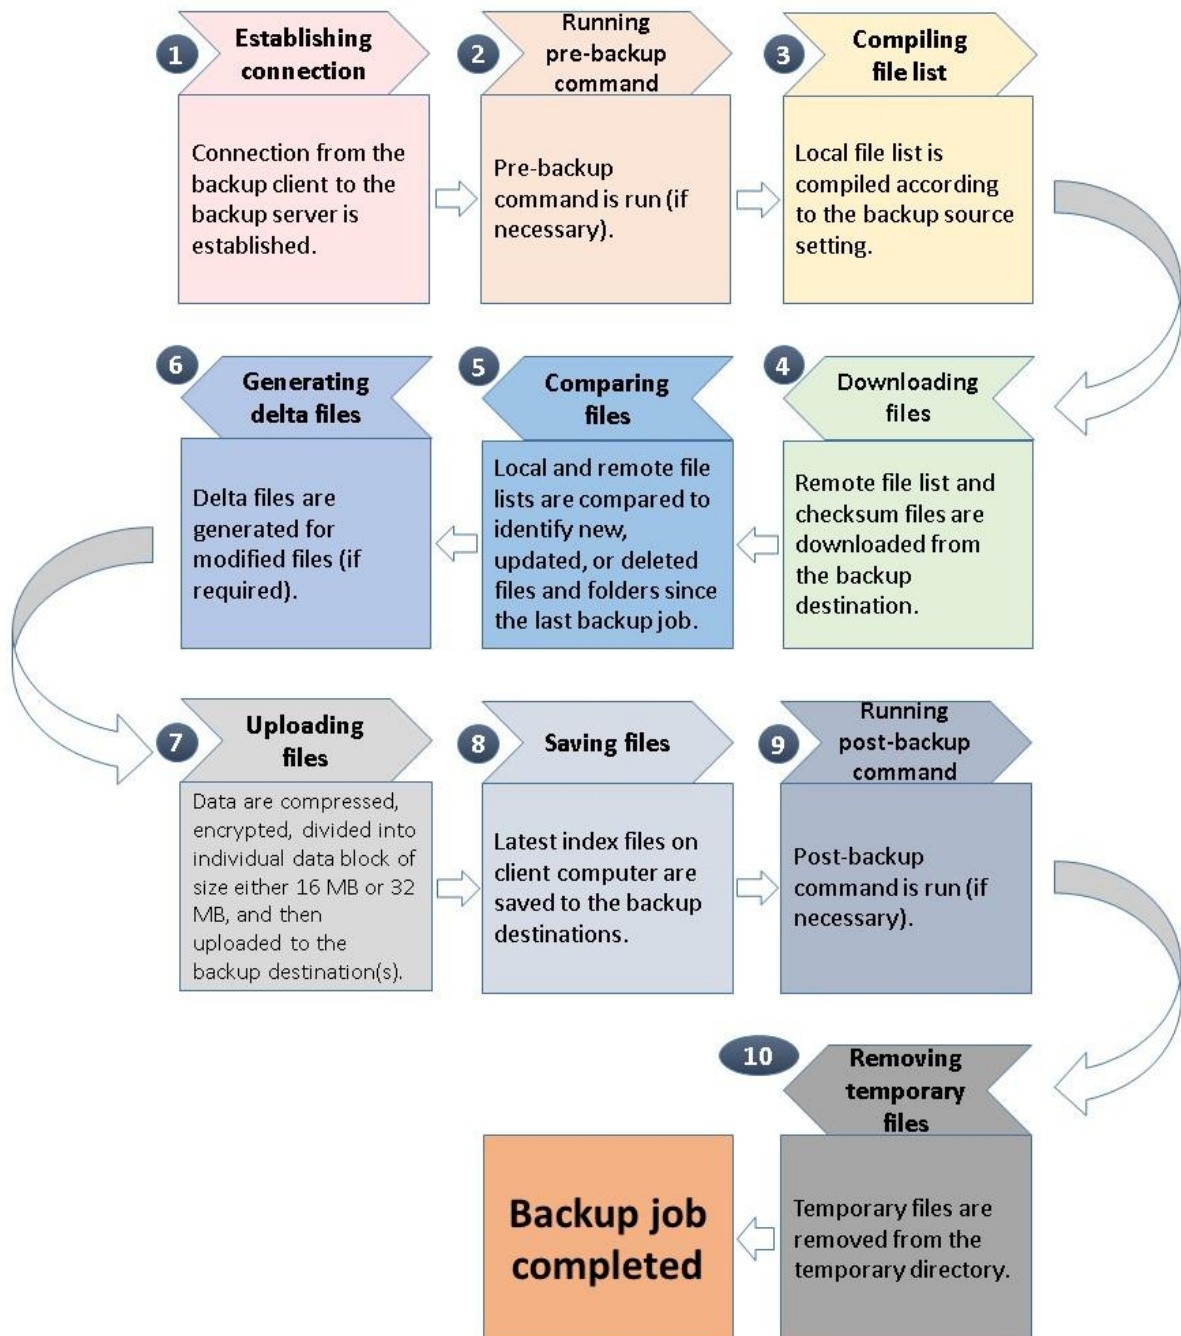 1
Establishing
connection
Connection from the
backup client to the
backup server is
established.
2
Running
pre-backup
command
Pre-backup
command is run (if
necessary).
3
Compiling
file list
Local file list is
compiled according
to the backup source
setting.
4
Downloading
files
Remote file list and
checksum files are
downloaded from
the backup
destination.
5
Comparing
files
Local and remote file
lists are compared to
identify new,
updated, or deleted
files and folders since
the last backup job.
6
Generating
delta files
Delta files are
generated for
modified files (if
required).
7
Uploading
files
Data are compressed,
encrypted, divided into
individual data block of
size either 16 MB or 32
MB, and then
uploaded to the
backup destination(s).
8
Saving files
Latest index files on
client computer are
saved to the backup
destinations.
9
Running
post-backup
command
Post-backup
command is run (if
necessary).
10
Removing
temporary
files
Temporary files are
removed from the
temporary directory.
Backup job
completed